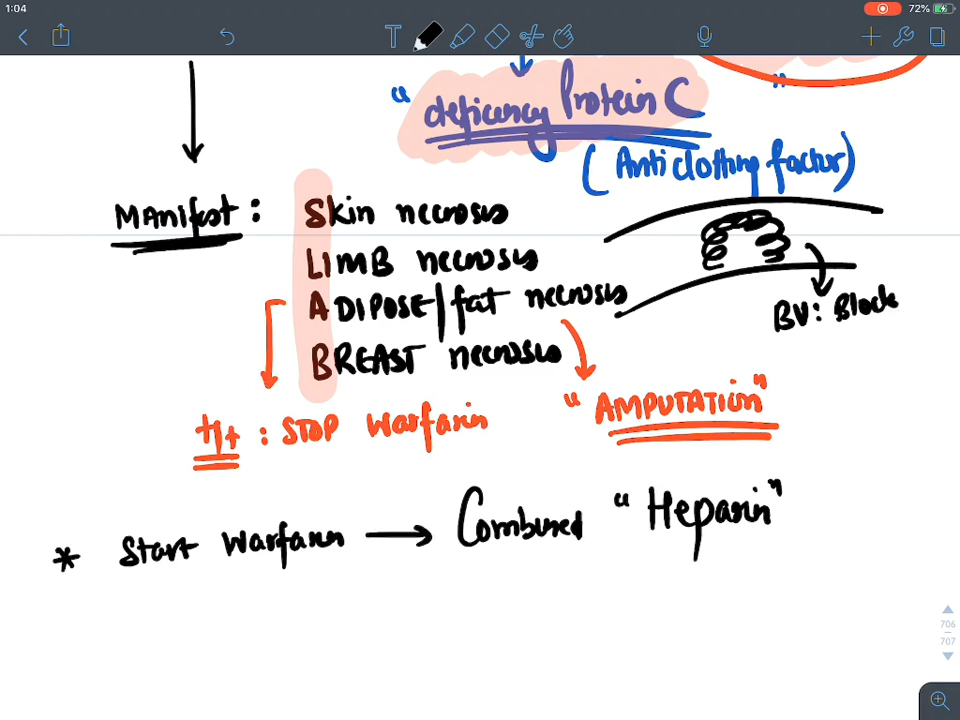 1:04
72%
T
"deficiency Protein C"
(Anticlotting factor)
MANifest : Skin necrosis
LIMB necrosis
ADIPOSE/fat necrosis
BREAST necrosis
BV: Block
: STOP Warfarin "AMPUTATION"
* Start Warfarin → Combined "Heparin"
706
707